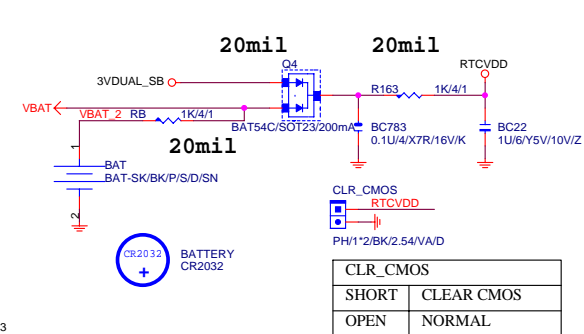 20mil 20mil
Q4 RTCVDD
3VDUAL_SB
R163 1K/4/1
VBAT VBAT_2 RB 1K/4/1
BAT54C/SOT23/200mA
BC783
0.1U/4/X7R/16V/K
BC22
1U/6/Y5V/10V/Z
20mil
1
BAT
BAT-SK/BK/P/S/D/SN
2
CLR_CMOS
RTCVDD
PH/1*2/BK/2.54/VA/D
CR2032
+
BATTERY
CR2032
CLR_CMOS
SHORT CLEAR CMOS
OPEN NORMAL
3